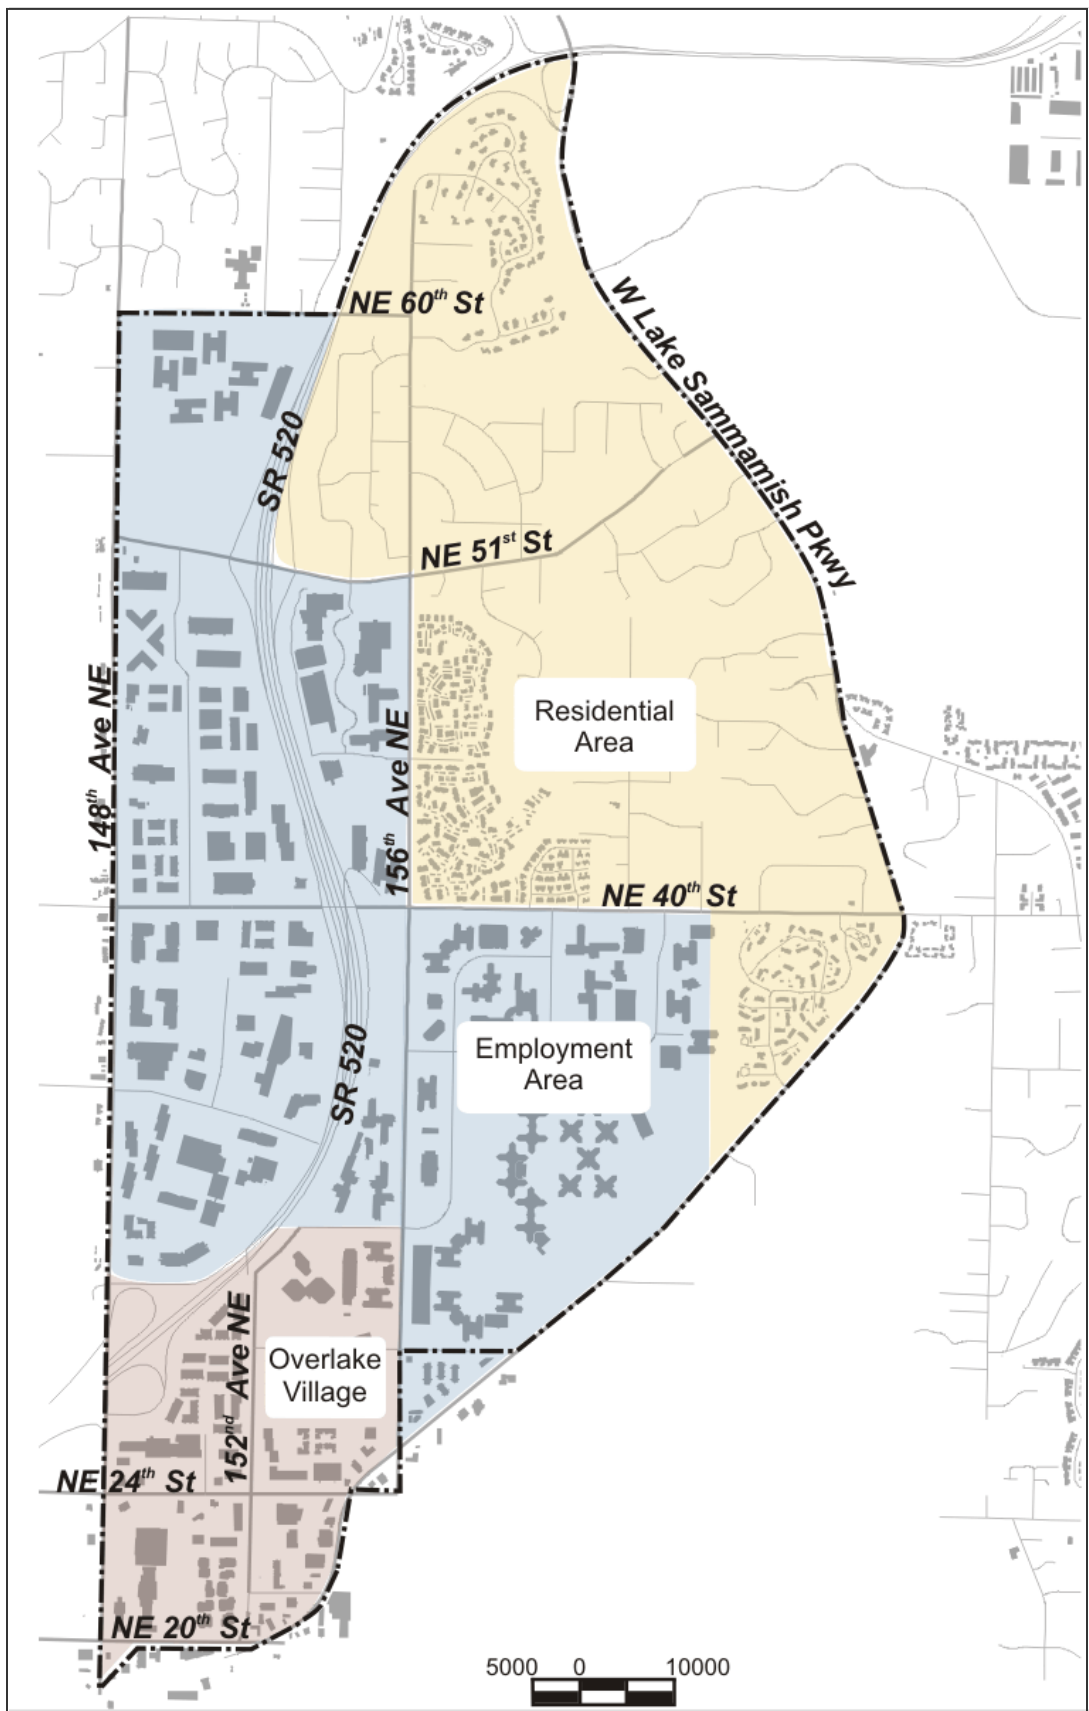 NE 60th St
W Lake Sammamish Pkwy
SR 520
NE 51st St
148th Ave NE
156th Ave NE
Residential
Area
NE 40th St
Employment
Area
SR 520
152nd Ave NE
Overlake
Village
NE 24th St
NE 20th St
5000 0 10000